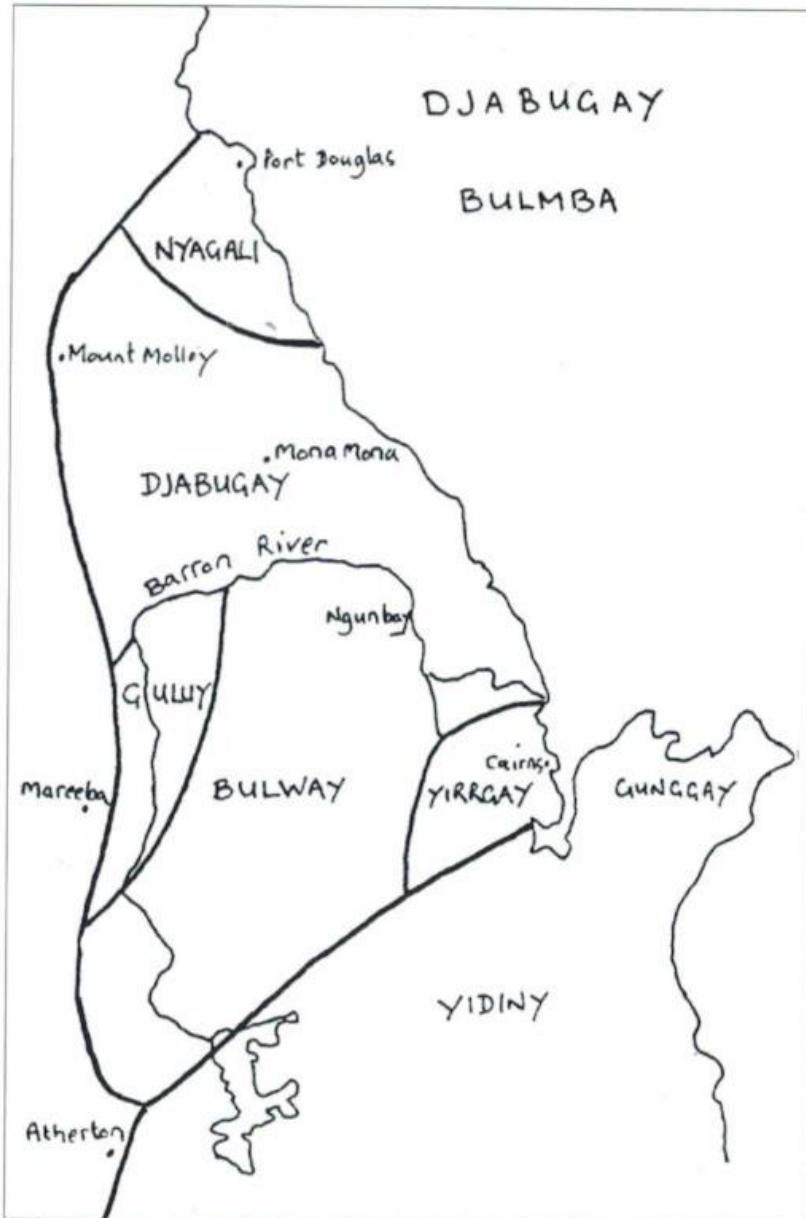 DJABUGAY
BULMBA
Port Douglas
NYAGALI
Mount Molloy
Mona Mona
DJABUGAY
Barron River
Ngunbay
GULUY
Mareeba
BULWAY
Cairns
YIRRGAY
GUNGGAY
YIDINY
Atherton